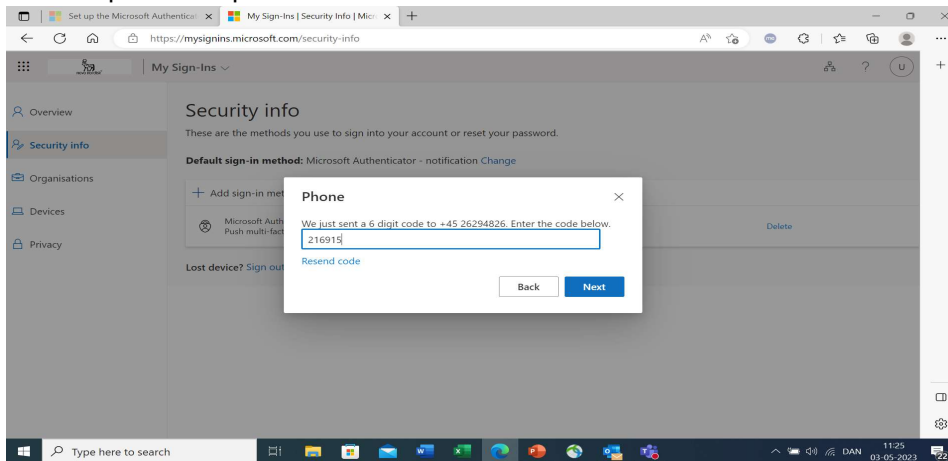 Set up the Microsoft Authenticat
My Sign-Ins | Security Info | Micr
https://mysignins.microsoft.com/security-info
My Sign-Ins
?
U
Overview
Security info
Organisations
Devices
Privacy
Security info
These are the methods you use to sign into your account or reset your password.
Default sign-in method: Microsoft Authenticator - notification Change
+ Add sign-in met
Microsoft Auth
Push multi-fact
Delete
Lost device? Sign out
Phone
We just sent a 6 digit code to +45 26294826. Enter the code below.
216915
Resend code
Back
Next
Type here to search
DAN
11:25
03-05-2023
22